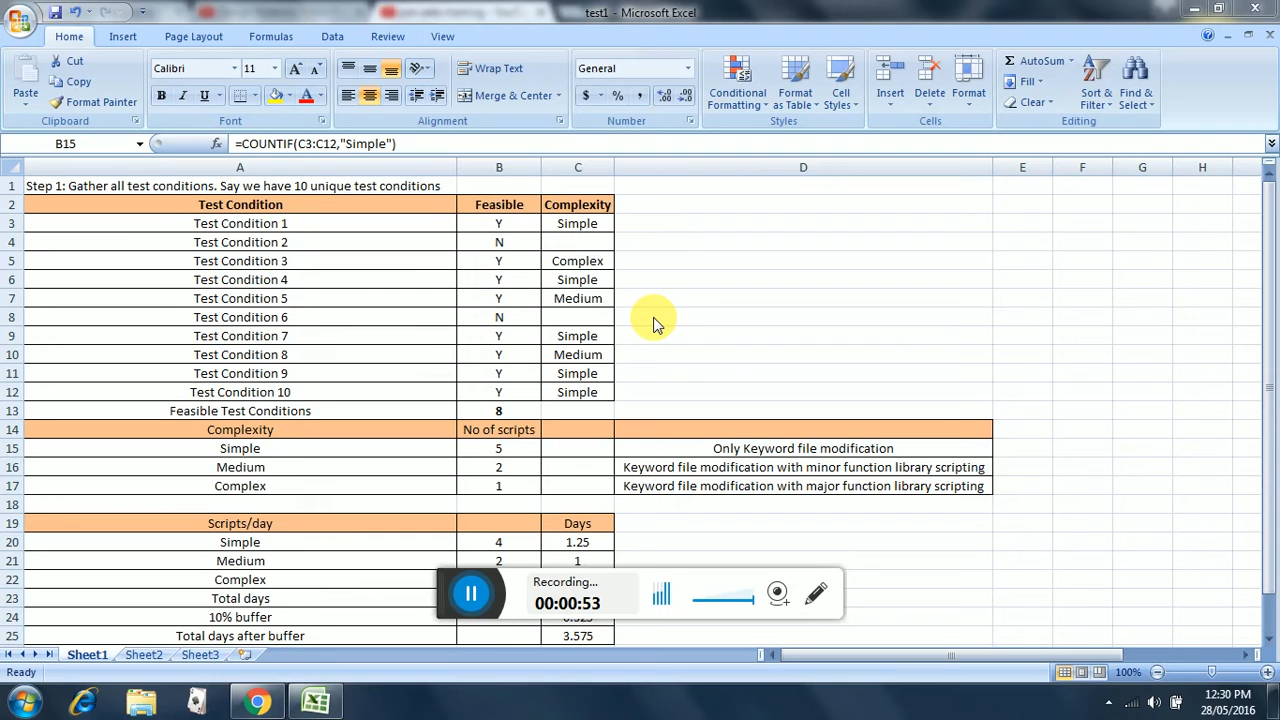 test1 - Microsoft Excel
Home Insert Page Layout Formulas Data Review View
Cut
Copy
Paste
Format Painter
Clipboard
Calibri 11
B I U
Font
Wrap Text
Merge & Center
Alignment
General
$ % ,
Number
Conditional Formatting
Format as Table
Cell Styles
Styles
Insert Delete Format
Cells
AutoSum
Fill
Clear
Sort & Filter
Find & Select
Editing
B15 fx =COUNTIF(C3:C12,"Simple")
A B C D E F G H
1 Step 1: Gather all test conditions. Say we have 10 unique test conditions
2 Test Condition Feasible Complexity
3 Test Condition 1 Y Simple
4 Test Condition 2 N
5 Test Condition 3 Y Complex
6 Test Condition 4 Y Simple
7 Test Condition 5 Y Medium
8 Test Condition 6 N
9 Test Condition 7 Y Simple
10 Test Condition 8 Y Medium
11 Test Condition 9 Y Simple
12 Test Condition 10 Y Simple
13 Feasible Test Conditions 8
14 Complexity No of scripts
15 Simple 5 Only Keyword file modification
16 Medium 2 Keyword file modification with minor function library scripting
17 Complex 1 Keyword file modification with major function library scripting
18
19 Scripts/day Days
20 Simple 4 1.25
21 Medium 2 1
22 Complex
23 Total days
24 10% buffer
25 Total days after buffer 3.575
Recording...
00:00:53
Sheet1 Sheet2 Sheet3
Ready 100%
12:30 PM
28/05/2016